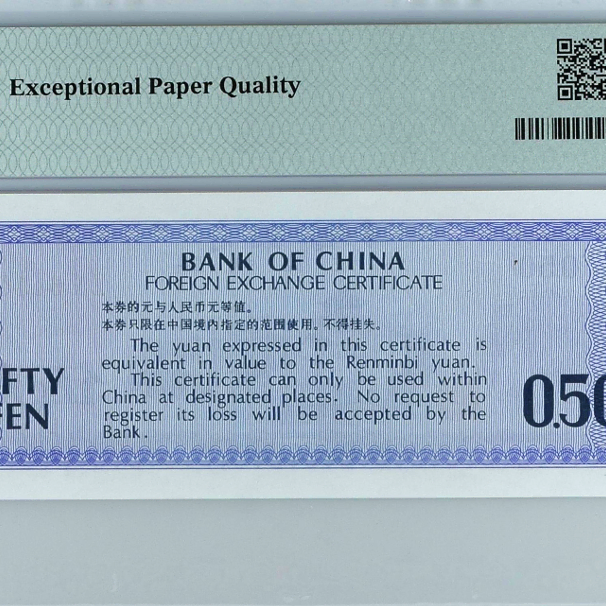 Exceptional Paper Quality
BANK OF CHINA
FOREIGN EXCHANGE CERTIFICATE
本券的元与人民币元等值。
本券只限在中国境内指定的范围使用。不得挂失。
The yuan expressed in this certificate is
equivalent in value to the Renminbi yuan.
This certificate can only be used within
China at designated places. No request to
register its loss will be accepted by the
Bank.
FTY
EN
0.50